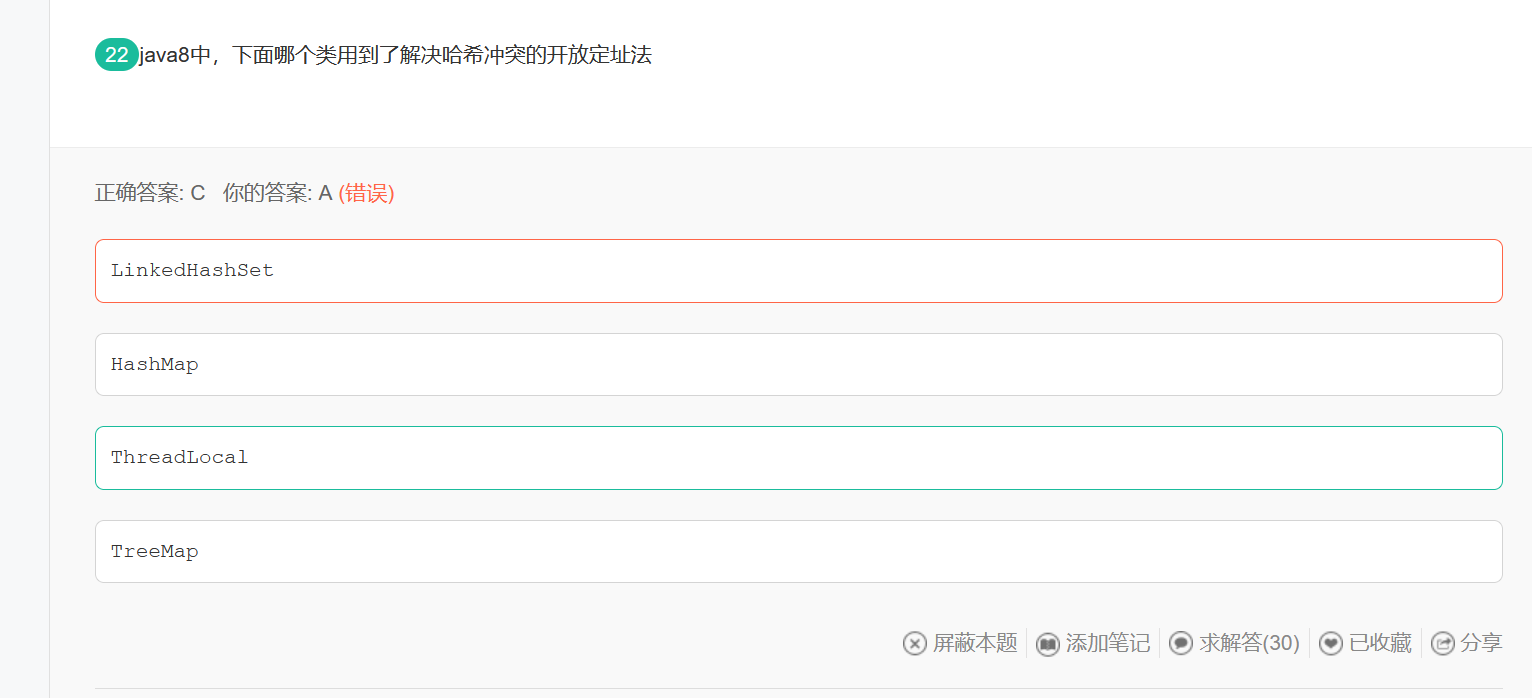 22 java8中，下面哪个类用到了解决哈希冲突的开放定址法
正确答案: C 你的答案: A (错误)
LinkedHashSet
HashMap
ThreadLocal
TreeMap
屏蔽本题 添加笔记 求解答(30) 已收藏 分享